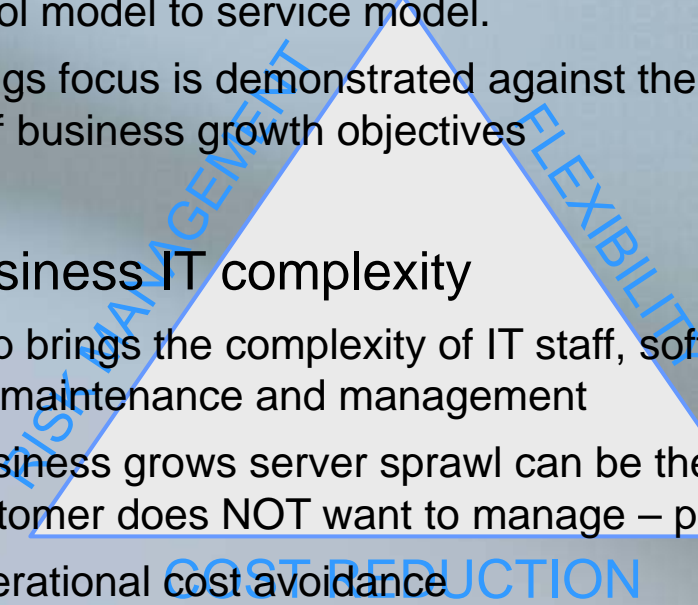 ol model to service model.
gs focus is demonstrated against the
f business growth objectives
siness IT complexity
o brings the complexity of IT staff, sof
maintenance and management
siness grows server sprawl can be the
tomer does NOT want to manage – p
erational cost avoidance
RISK MANAGEMENT
FLEXIBILIT
COST REDUCTION